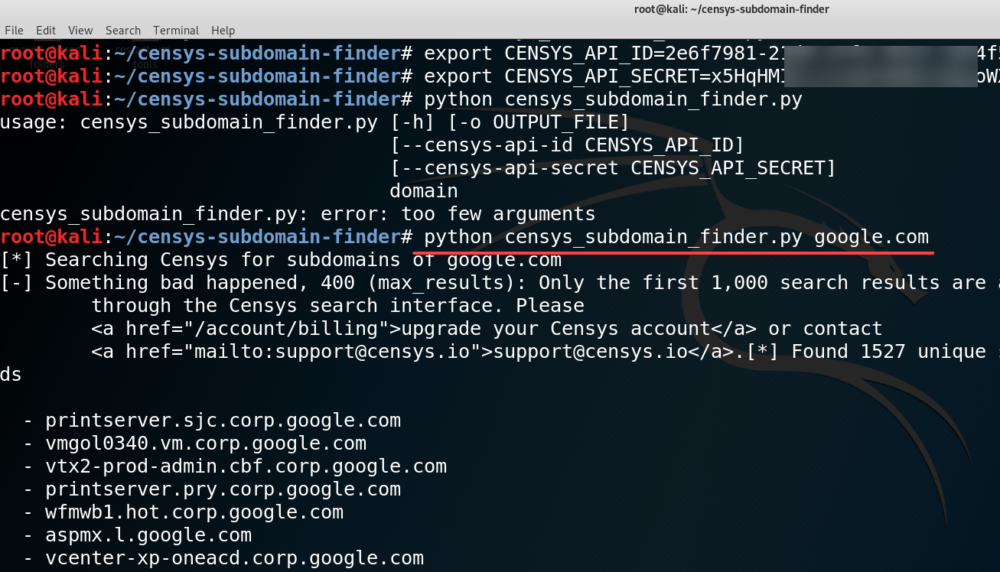 root@kali: ~/censys-subdomain-finder
File Edit View Search Terminal Help
root@kali:~/censys-subdomain-finder# export CENSYS_API_ID=2e6f7981-21
root@kali:~/censys-subdomain-finder# export CENSYS_API_SECRET=x5HqHM
root@kali:~/censys-subdomain-finder# python censys_subdomain_finder.py
usage: censys_subdomain_finder.py [-h] [-o OUTPUT_FILE]
[--censys-api-id CENSYS_API_ID]
[--censys-api-secret CENSYS_API_SECRET]
domain
censys_subdomain_finder.py: error: too few arguments
root@kali:~/censys-subdomain-finder# python censys_subdomain_finder.py google.com
[*] Searching Censys for subdomains of google.com
[-] Something bad happened, 400 (max_results): Only the first 1,000 search results are
through the Censys search interface. Please
<a href="/account/billing">upgrade your Censys account</a> or contact
<a href="mailto:support@censys.io">support@censys.io</a>.[*] Found 1527 unique
ds
- printserver.sjc.corp.google.com
- vmgol0340.vm.corp.google.com
- vtx2-prod-admin.cbf.corp.google.com
- printserver.pry.corp.google.com
- wfmwb1.hot.corp.google.com
- aspmx.l.google.com
- vcenter-xp-oneacd.corp.google.com